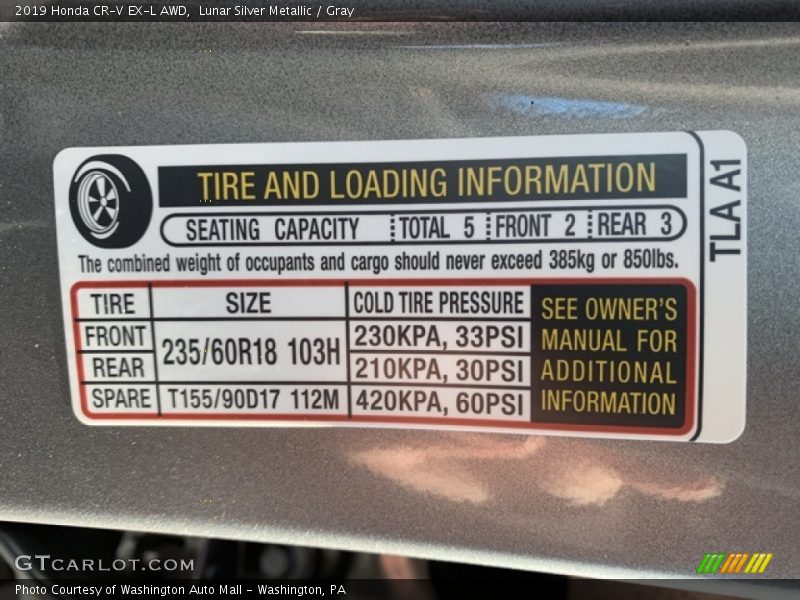 2019 Honda CR-V EX-L AWD, Lunar Silver Metallic / Gray
TIRE AND LOADING INFORMATION
SEATING CAPACITY TOTAL 5 FRONT 2 REAR 3
The combined weight of occupants and cargo should never exceed 385kg or 850lbs.
TIRE SIZE COLD TIRE PRESSURE
FRONT 235/60R18 103H 230KPA, 33PSI
REAR 210KPA, 30PSI
SPARE T155/90D17 112M 420KPA, 60PSI
SEE OWNER'S
MANUAL FOR
ADDITIONAL
INFORMATION
TLA A1
GTCARLOT.COM
Photo Courtesy of Washington Auto Mall - Washington, PA